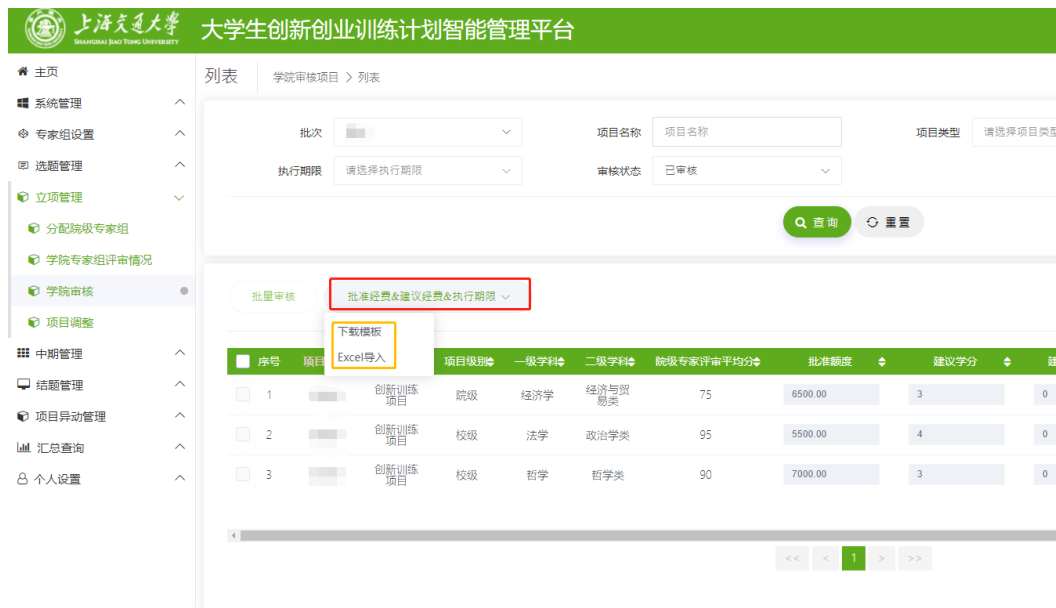 上海交通大学
SHANGHAI JIAO TONG UNIVERSITY
大学生创新创业训练计划智能管理平台
主页
系统管理
专家组设置
选题管理
立项管理
分配院级专家组
学院专家组评审情况
学院审核
项目调整
中期管理
结题管理
项目异动管理
汇总查询
个人设置
列表 学院审核项目 > 列表
批次 项目名称 项目名称 项目类型 请选择项目类型
执行期限 请选择执行期限 审核状态 已审核
查询 重置
批量审核 批准经费&建议经费&执行期限
下载模板
Excel导入
序号 项目 项目级别 一级学科 二级学科 院级专家评审平均分 批准额度 建议学分 建
1 创新训练项目 院级 经济学 经济与贸易类 75 6500.00 3 0
2 创新训练项目 校级 法学 政治学类 95 5500.00 4 0
3 创新训练项目 校级 哲学 哲学类 90 7000.00 3 0
<< < 1 > >>